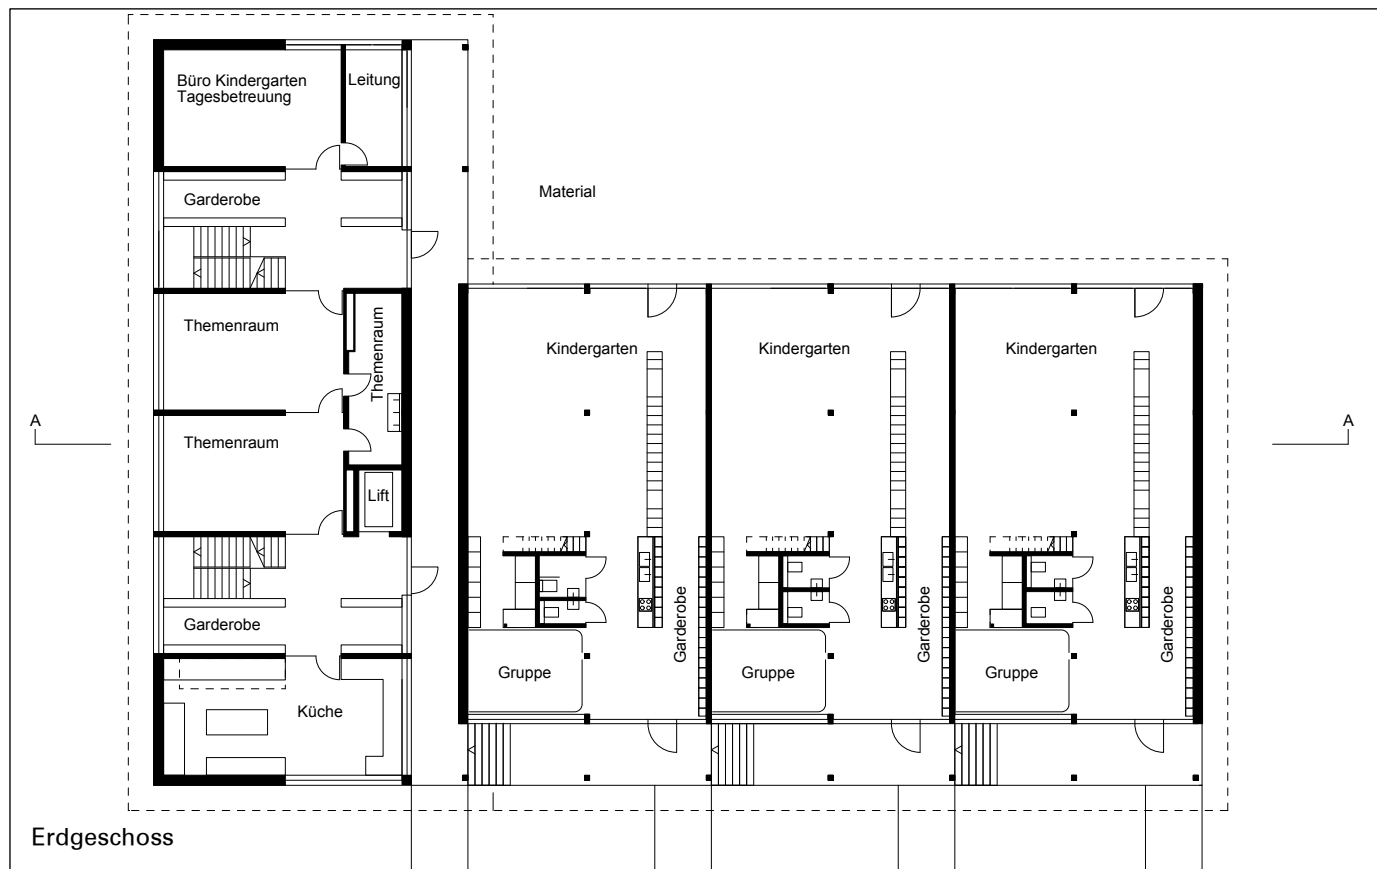 Büro Kindergarten
Tagesbetreuung
Leitung
Garderobe
Material
Themenraum
Themenraum
Kindergarten
Kindergarten
Kindergarten
A
A
Themenraum
Lift
Garderobe
Garderobe
Garderobe
Garderobe
Gruppe
Gruppe
Gruppe
Küche
Erdgeschoss